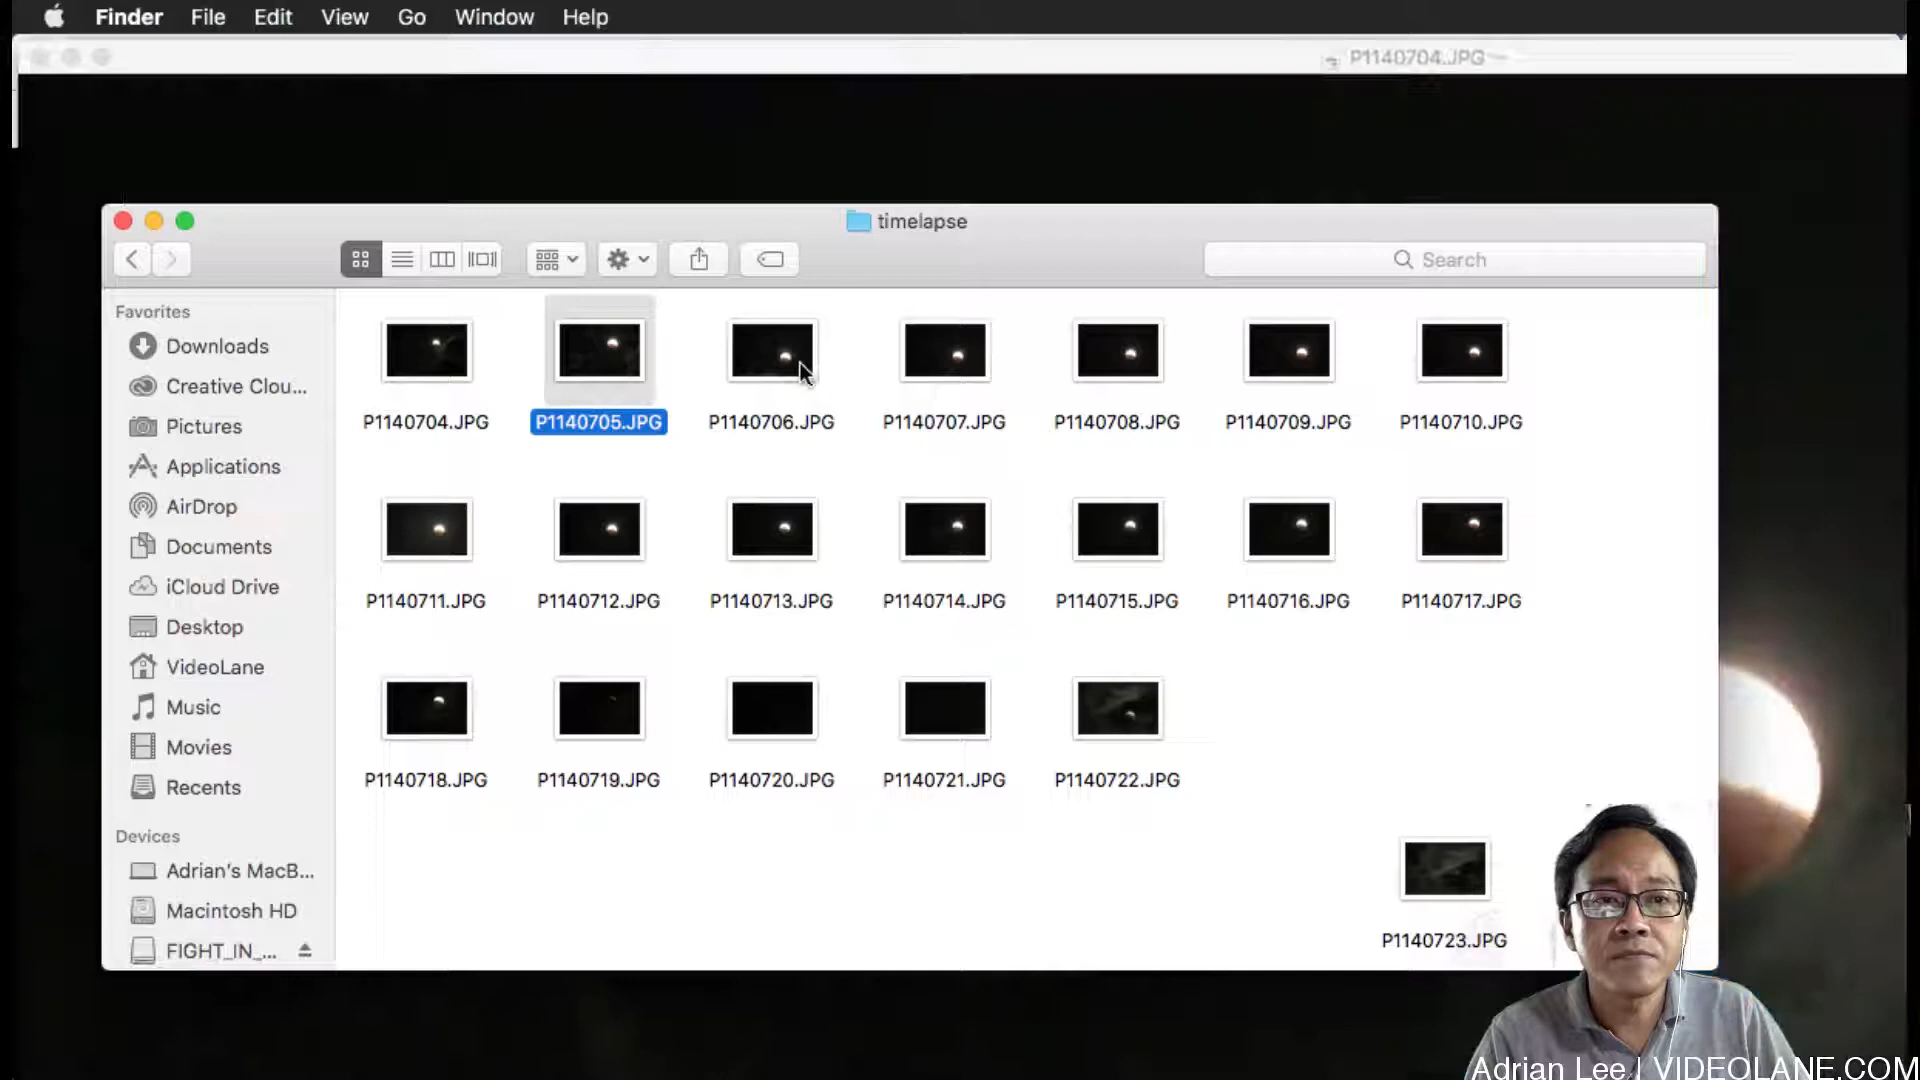 Finder File Edit View Go Window Help
P1140704.JPG
timelapse
Search
Favorites
Downloads
Creative Clou...
Pictures
Applications
AirDrop
Documents
iCloud Drive
Desktop
VideoLane
Music
Movies
Recents
Devices
Adrian's MacB...
Macintosh HD
FIGHT_IN_...
P1140704.JPG P1140705.JPG P1140706.JPG P1140707.JPG P1140708.JPG P1140709.JPG P1140710.JPG
P1140711.JPG P1140712.JPG P1140713.JPG P1140714.JPG P1140715.JPG P1140716.JPG P1140717.JPG
P1140718.JPG P1140719.JPG P1140720.JPG P1140721.JPG P1140722.JPG
P1140723.JPG
Adrian Lee | VIDEOLANE.COM